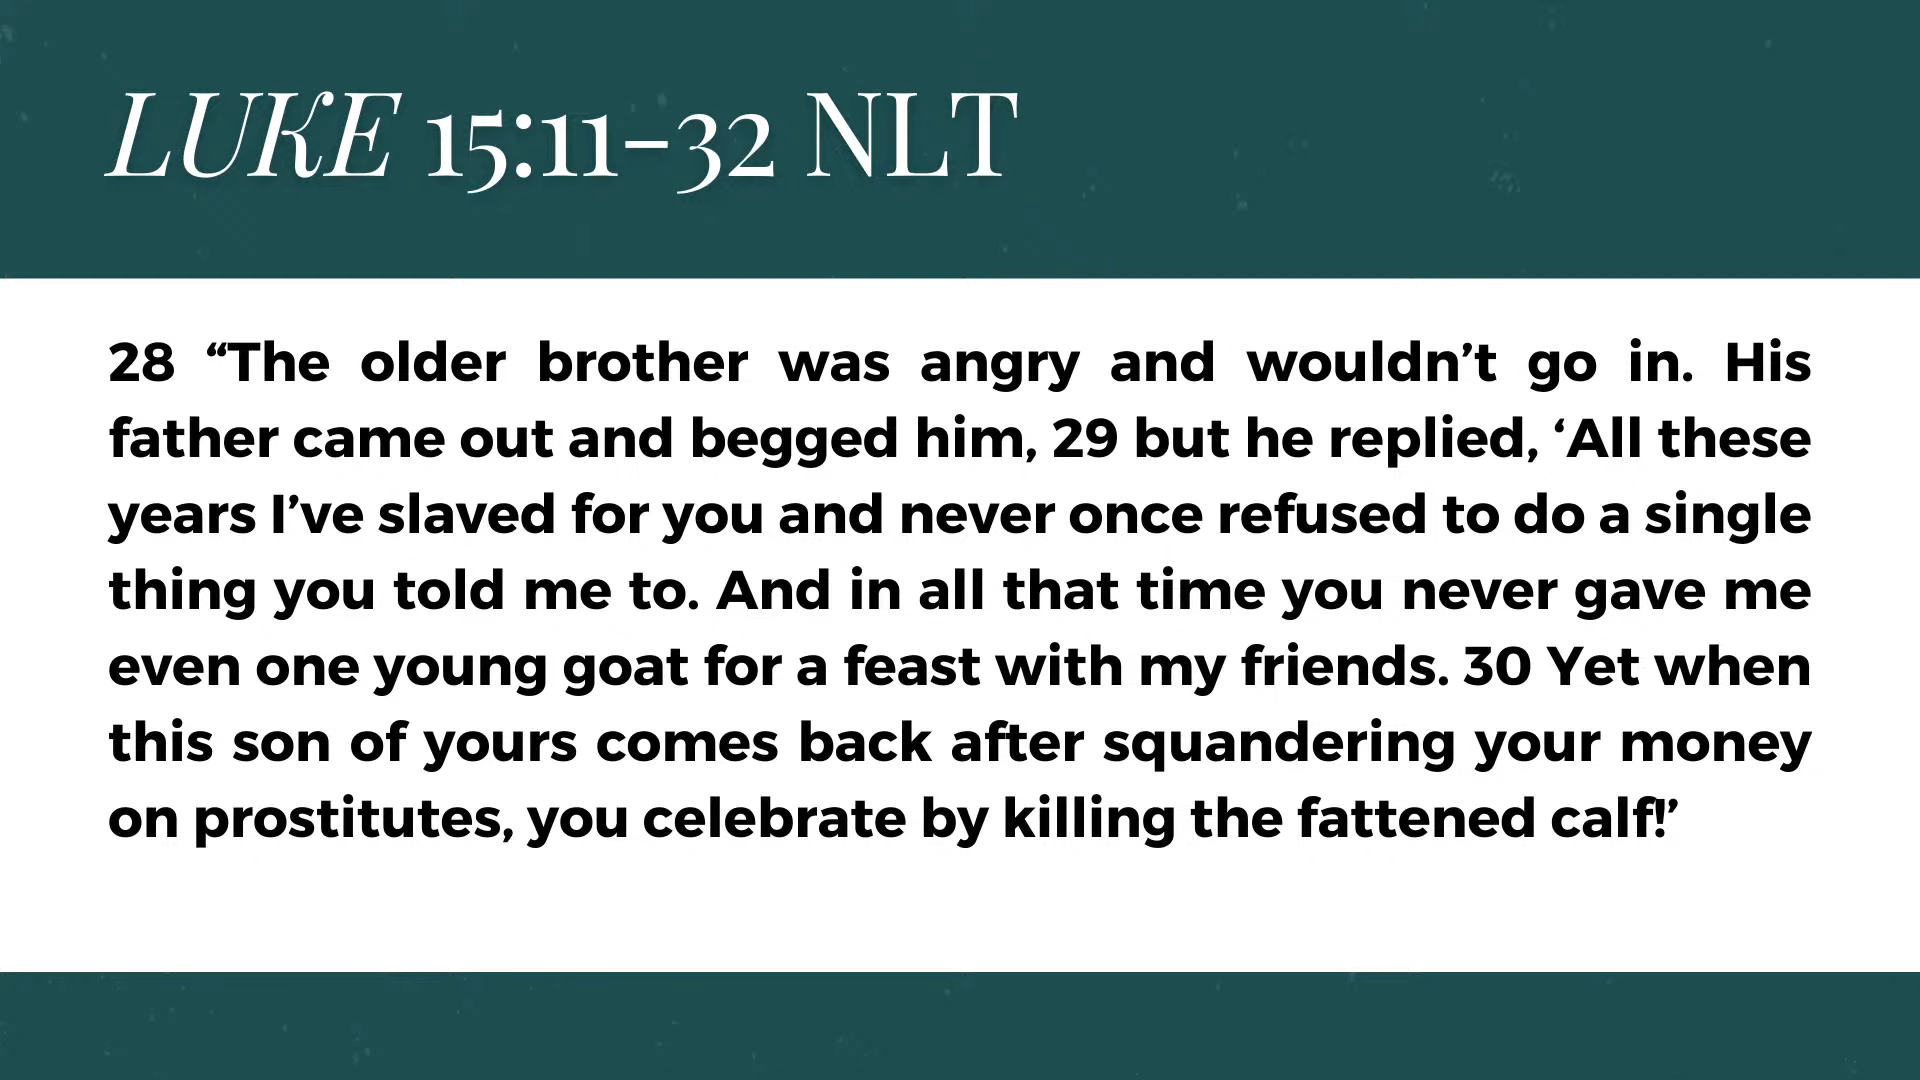 LUKE 15:11-32 NLT
28 “The older brother was angry and wouldn’t go in. His
father came out and begged him, 29 but he replied, ‘All these
years I’ve slaved for you and never once refused to do a single
thing you told me to. And in all that time you never gave me
even one young goat for a feast with my friends. 30 Yet when
this son of yours comes back after squandering your money
on prostitutes, you celebrate by killing the fattened calf!’